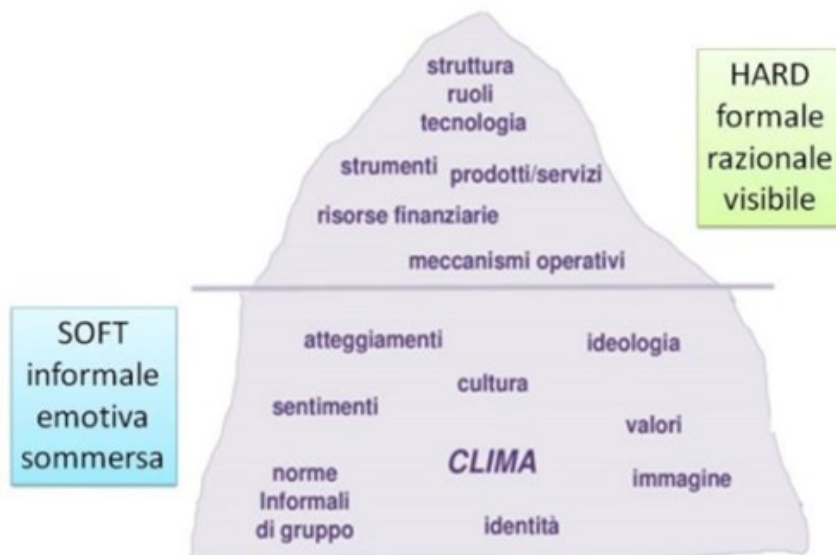 struttura
ruoli
tecnologia
strumenti prodotti/servizi
risorse finanziarie
meccanismi operativi
HARD
formale
razionale
visibile
SOFT
informale
emotiva
sommersa
atteggiamenti
ideologia
cultura
sentimenti
valori
CLIMA
norme
Informali
di gruppo
immagine
identità